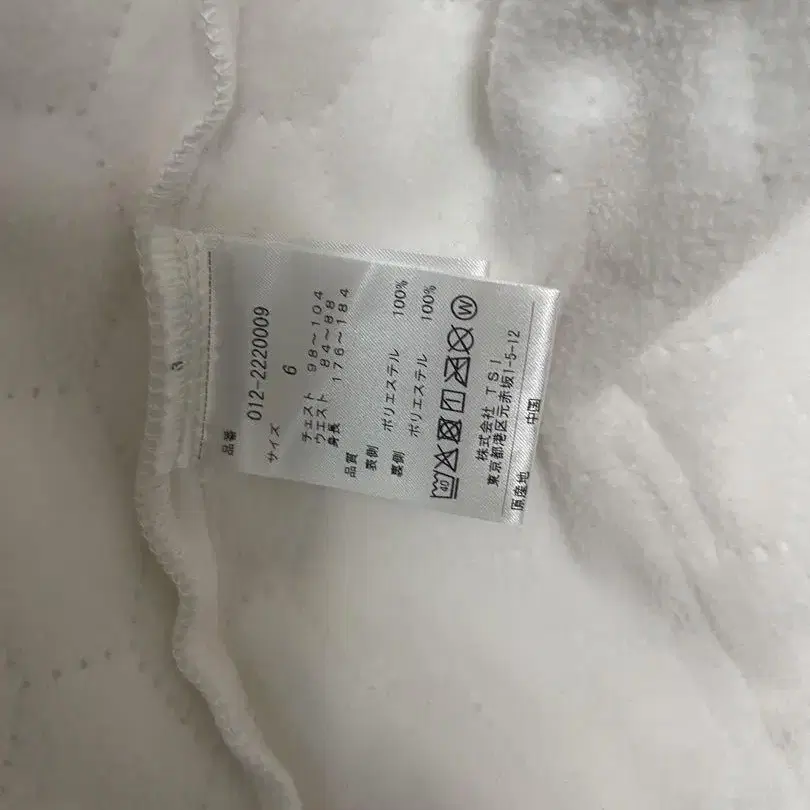 品番
012-2220009
サイズ
6
チェスト 98～104
ウエスト 84～88
身長 176～184
品質
表側 ポリエステル 100%
裏側 ポリエステル 100%
40 W
株式会社 TSI
東京都港区元赤坂1-5-12
原産地 中国